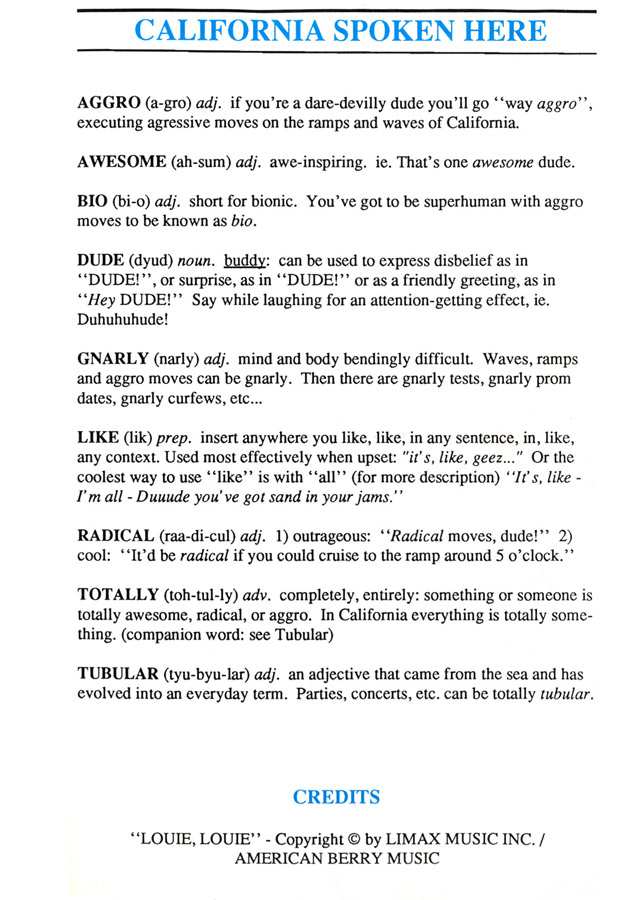 CALIFORNIA SPOKEN HERE
AGGRO (a-gro) adj. if you're a dare-devilly dude you'll go "way aggro",
executing agressive moves on the ramps and waves of California.
AWESOME (ah-sum) adj. awe-inspiring. ie. That's one awesome dude.
BIO (bi-o) adj. short for bionic. You've got to be superhuman with aggro
moves to be known as bio.
DUDE (dyud) noun. buddy: can be used to express disbelief as in
"DUDE!", or surprise, as in "DUDE!" or as a friendly greeting, as in
"Hey DUDE!" Say while laughing for an attention-getting effect, ie.
Duhuhuhude!
GNARLY (narly) adj. mind and body bendingly difficult. Waves, ramps
and aggro moves can be gnarly. Then there are gnarly tests, gnarly prom
dates, gnarly curfews, etc...
LIKE (lik) prep. insert anywhere you like, like, in any sentence, in, like,
any context. Used most effectively when upset: "it's, like, geez..." Or the
coolest way to use "like" is with "all" (for more description) "It's, like -
I'm all - Duuude you've got sand in your jams."
RADICAL (raa-di-cul) adj. 1) outrageous: "Radical moves, dude!" 2)
cool: "It'd be radical if you could cruise to the ramp around 5 o'clock."
TOTALLY (toh-tul-ly) adv. completely, entirely: something or someone is
totally awesome, radical, or aggro. In California everything is totally some-
thing. (companion word: see Tubular)
TUBULAR (tyu-byu-lar) adj. an adjective that came from the sea and has
evolved into an everyday term. Parties, concerts, etc. can be totally tubular.
CREDITS
"LOUIE, LOUIE" - Copyright © by LIMAX MUSIC INC. /
AMERICAN BERRY MUSIC